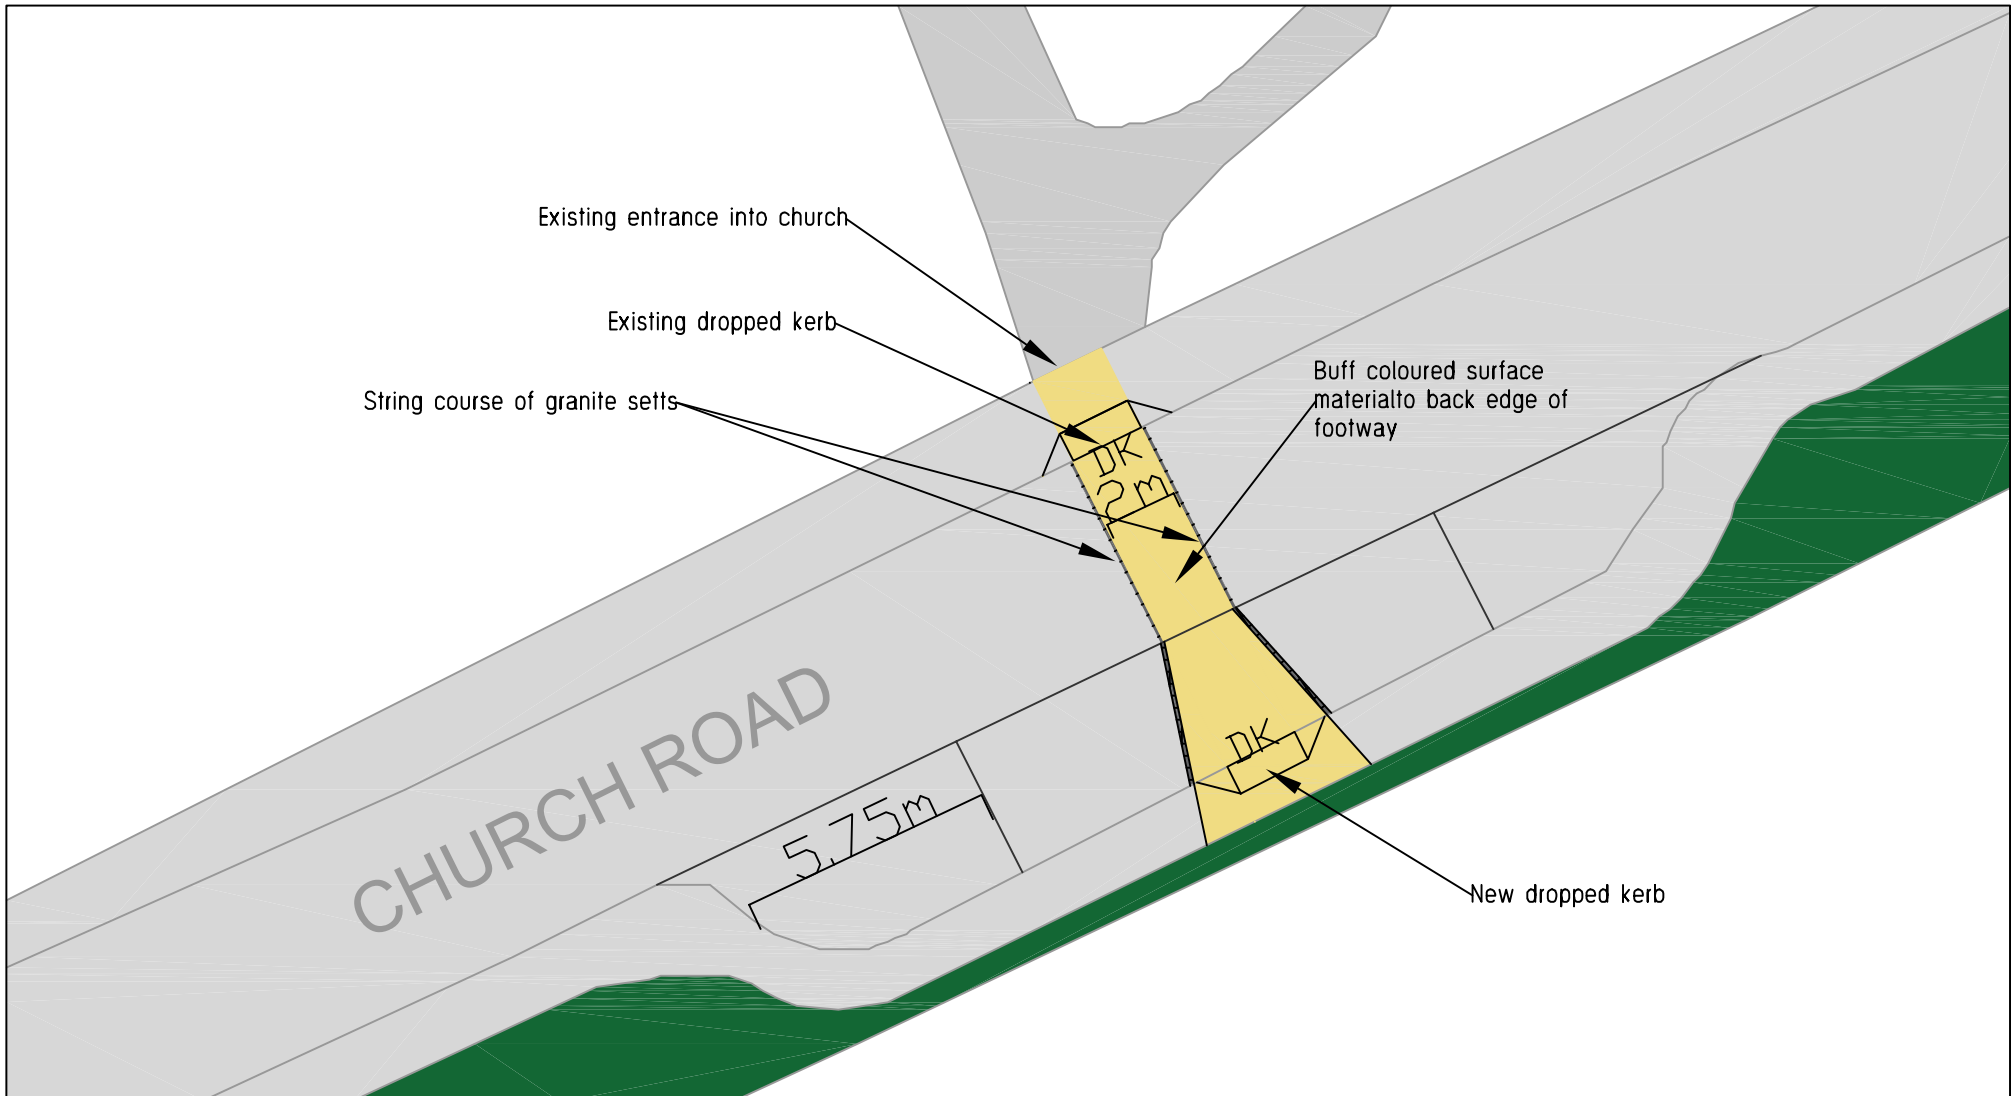 Existing entrance into church
Existing dropped kerb
String course of granite setts
Buff coloured surface
materialto back edge of
footway
DK
2m
CHURCH ROAD
DK
5.75m
New dropped kerb